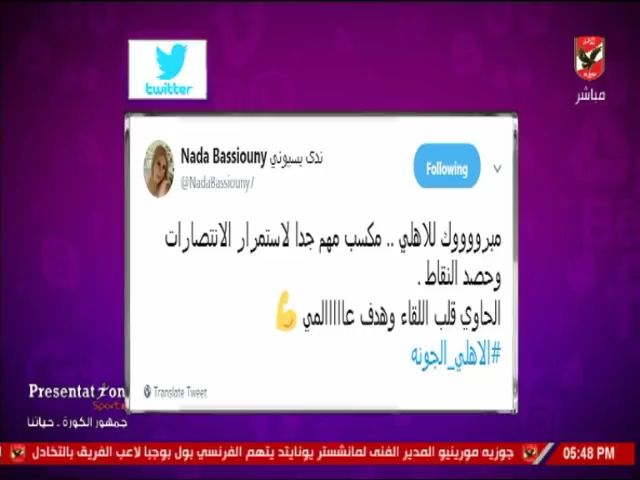 twitter
مباشر
Nada Bassiouny ندى بسيوني
@NadaBassiouny/
Following
مبرووووك للاهلي .. مكسب مهم جدا لاستمرار الانتصارات
وحصد النقاط .
الحاوي قلب اللقاء وهدف عاااالمي 💪
#الاهلي_الجونه
Translate Tweet
Presentation
Sports
جمهور الكورة .. حياتنا
جوزيه مورينيو المدير الفنى لمانشستر يونايتد يتهم الفرنسي بول بوجبا لاعب الفريق بالتخاذل
05:48 PM